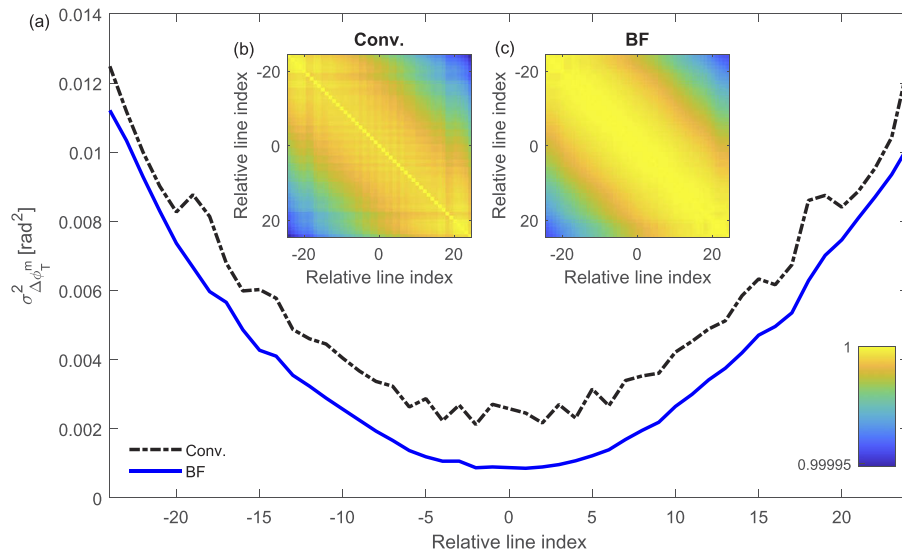 (a)
0.014
0.012
0.01
0.008
0.006
0.004
0.002
0
σ²_{Δϕ_T^m} [rad²]
-20
-15
-10
-5
0
5
10
15
20
Relative line index
(b)
Conv.
-20
0
20
Relative line index
-20
0
20
Relative line index
(c)
BF
-20
0
20
Relative line index
-20
0
20
Relative line index
Conv.
BF
1
0.99995